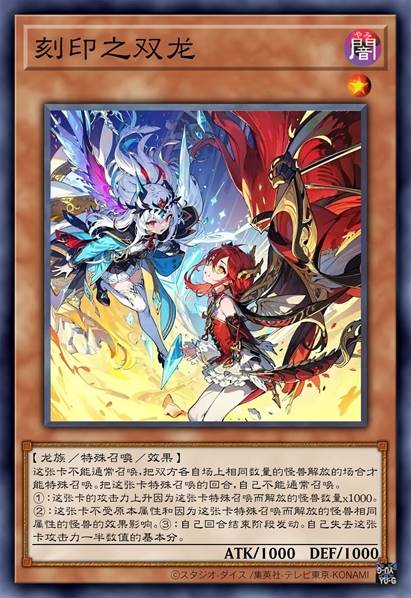 刻印之双龙
やみ
闇
【龙族／特殊召唤／效果】
这张卡不能通常召唤,把双方各自场上相同数量的怪兽解放的场合才
能特殊召唤。把这张卡特殊召唤的回合,自己不能通常召唤。
①：这张卡的攻击力上升因为这张卡特殊召唤而解放的怪兽数量x1000。
②：这张卡不受原本属性和因为这张卡特殊召唤而解放的怪兽相同属
性的怪兽的效果影响。③：自己回合结束阶段发动。自己失去这张
卡攻击力一半数值的基本分。
ATK/1000 DEF/1000
©スタジオ·ダイス /集英社·テレビ東京·KONAMI